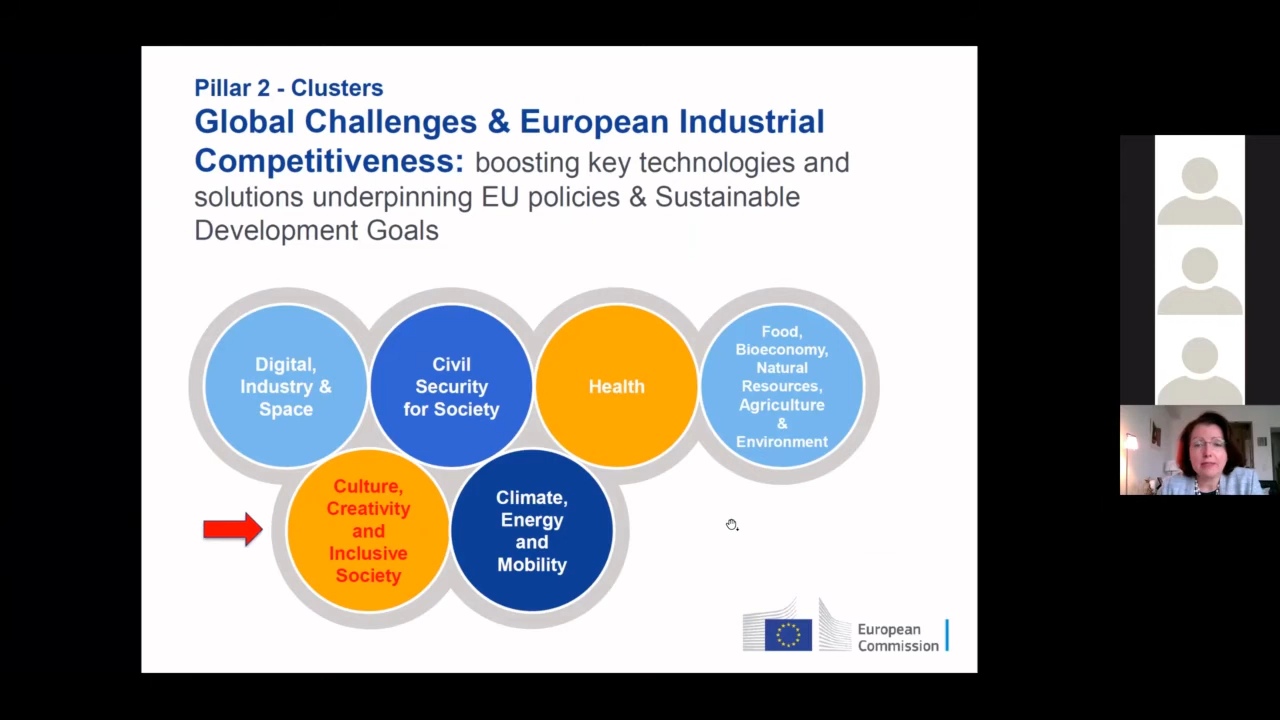 Pillar 2 - Clusters
Global Challenges & European Industrial
Competitiveness: boosting key technologies and
solutions underpinning EU policies & Sustainable
Development Goals
Digital,
Industry &
Space
Civil
Security
for Society
Health
Food,
Bioeconomy,
Natural
Resources,
Agriculture
&
Environment
Culture,
Creativity
and
Inclusive
Society
Climate,
Energy
and
Mobility
European
Commission